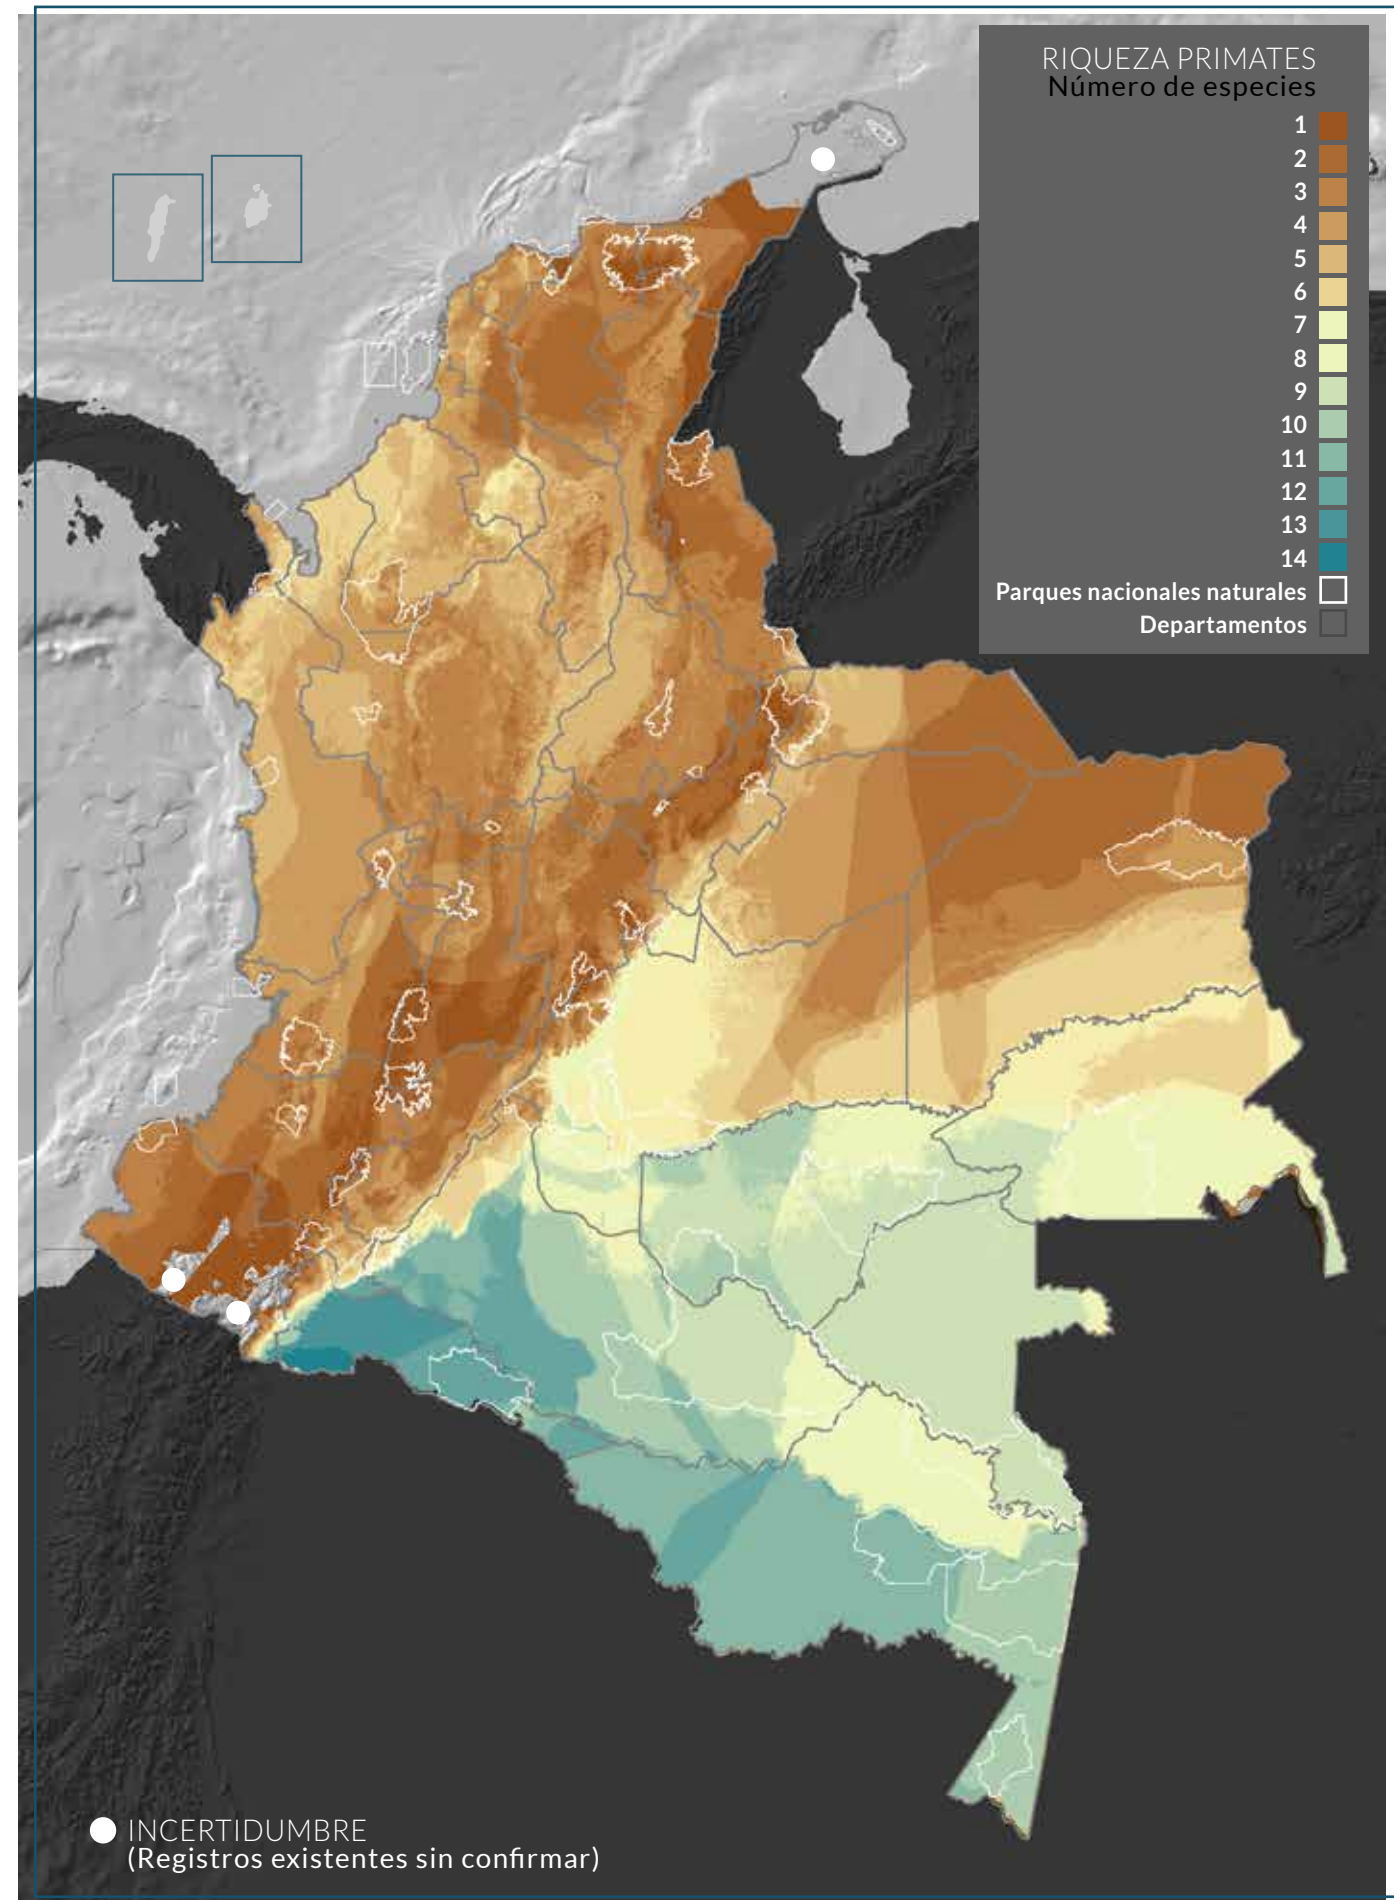 RIQUEZA PRIMATES
Número de especies
1
2
3
4
5
6
7
8
9
10
11
12
13
14
Parques nacionales naturales
Departamentos
INCERTIDUMBRE
(Registros existentes sin confirmar)